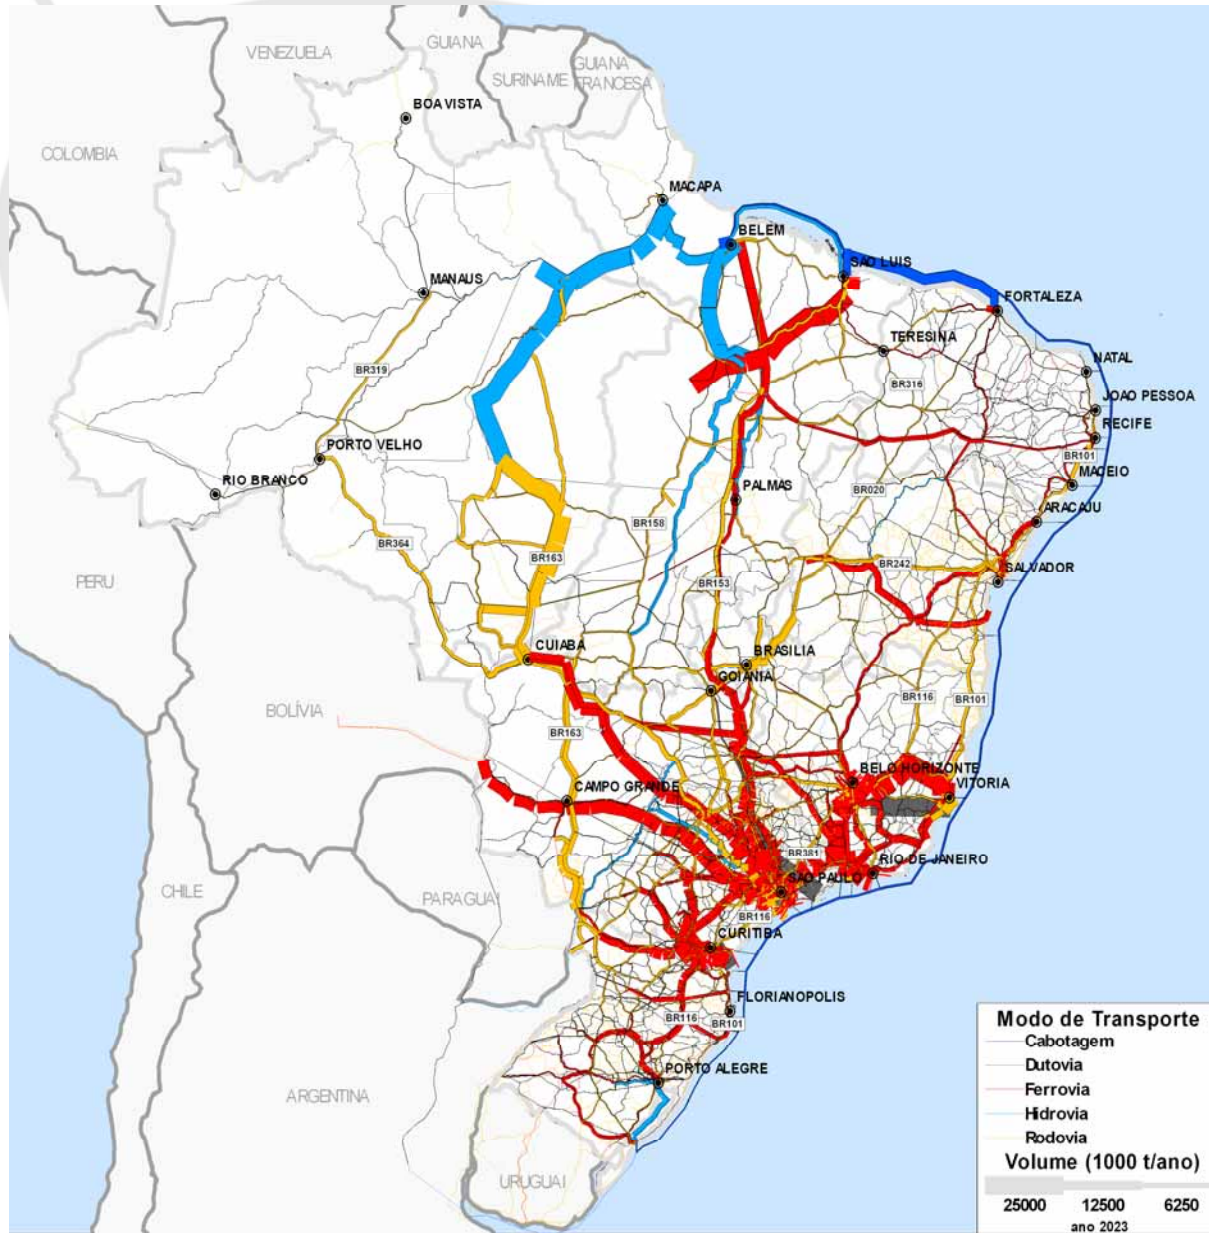 VENEZUELA
GUIANA
SURINAME
GUIANA
FRANCESA
BOA VISTA
COLOMBIA
MACAPA
BELEM
MANAUS
SAO LUIS
FORTALEZA
TERESINA
NATAL
BR319
BR316
JOAO PESSOA
RECIFE
BR101
PORTO VELHO
RIO BRANCO
MACEIO
PALMAS
BR020
ARACAJU
BR158
BR364
BR163
BR242
PERU
BR153
SALVADOR
CUIABA
BRASILIA
GOIANIA
BR116
BR101
BOLÍVIA
BR163
BELO HORIZONTE
VITORIA
CAMPO GRANDE
BR381
RIO DE JANEIRO
SAO PAULO
CHILE
PARAGUAI
BR116
CURITIBA
FLORIANOPOLIS
BR116
BR101
PORTO ALEGRE
ARGENTINA
URUGUAI
Modo de Transporte
Cabotagem
Dutovia
Ferrovia
Hidrovia
Rodovia
Volume (1000 t/ano)
25000 12500 6250
ano 2023